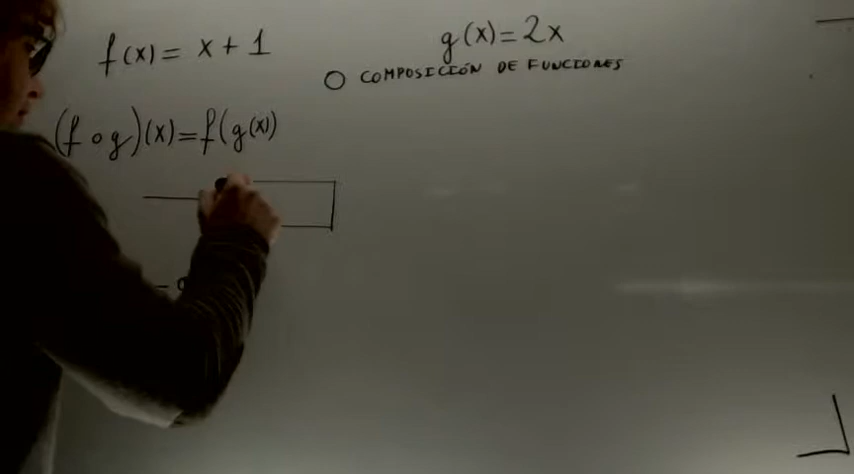 f(x) = x + 1
g(x) = 2x
○ COMPOSICIÓN DE FUNCIONES
(f ∘ g)(x) = f(g(x)